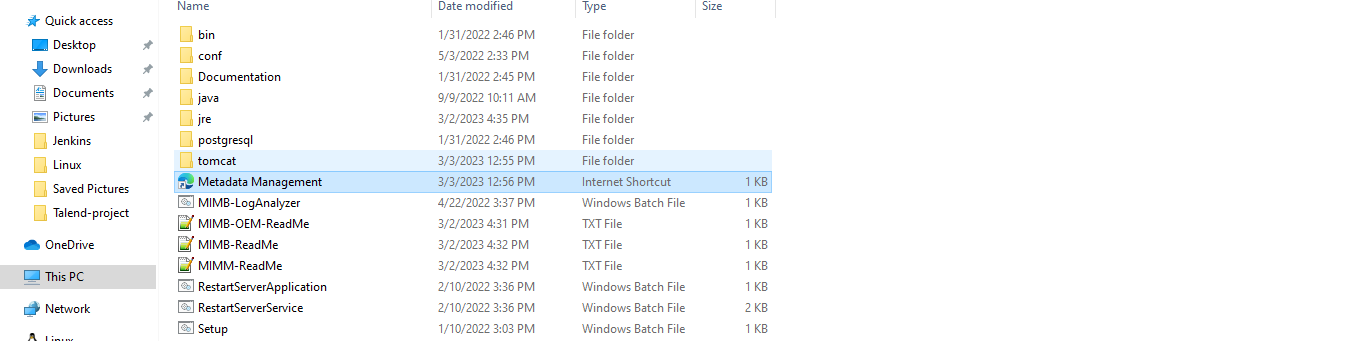 Name Date modified Type Size
Quick access
Desktop
Downloads
Documents
Pictures
Jenkins
Linux
Saved Pictures
Talend-project
OneDrive
This PC
Network
Linux
bin 1/31/2022 2:46 PM File folder
conf 5/3/2022 2:33 PM File folder
Documentation 1/31/2022 2:45 PM File folder
java 9/9/2022 10:11 AM File folder
jre 3/2/2023 4:35 PM File folder
postgresql 1/31/2022 2:46 PM File folder
tomcat 3/3/2023 12:55 PM File folder
Metadata Management 3/3/2023 12:56 PM Internet Shortcut 1 KB
MIMB-LogAnalyzer 4/22/2022 3:37 PM Windows Batch File 1 KB
MIMB-OEM-ReadMe 3/2/2023 4:31 PM TXT File 1 KB
MIMB-ReadMe 3/2/2023 4:32 PM TXT File 1 KB
MIMM-ReadMe 3/2/2023 4:32 PM TXT File 1 KB
RestartServerApplication 2/10/2022 3:36 PM Windows Batch File 1 KB
RestartServerService 2/10/2022 3:36 PM Windows Batch File 2 KB
Setup 1/10/2022 3:03 PM Windows Batch File 1 KB